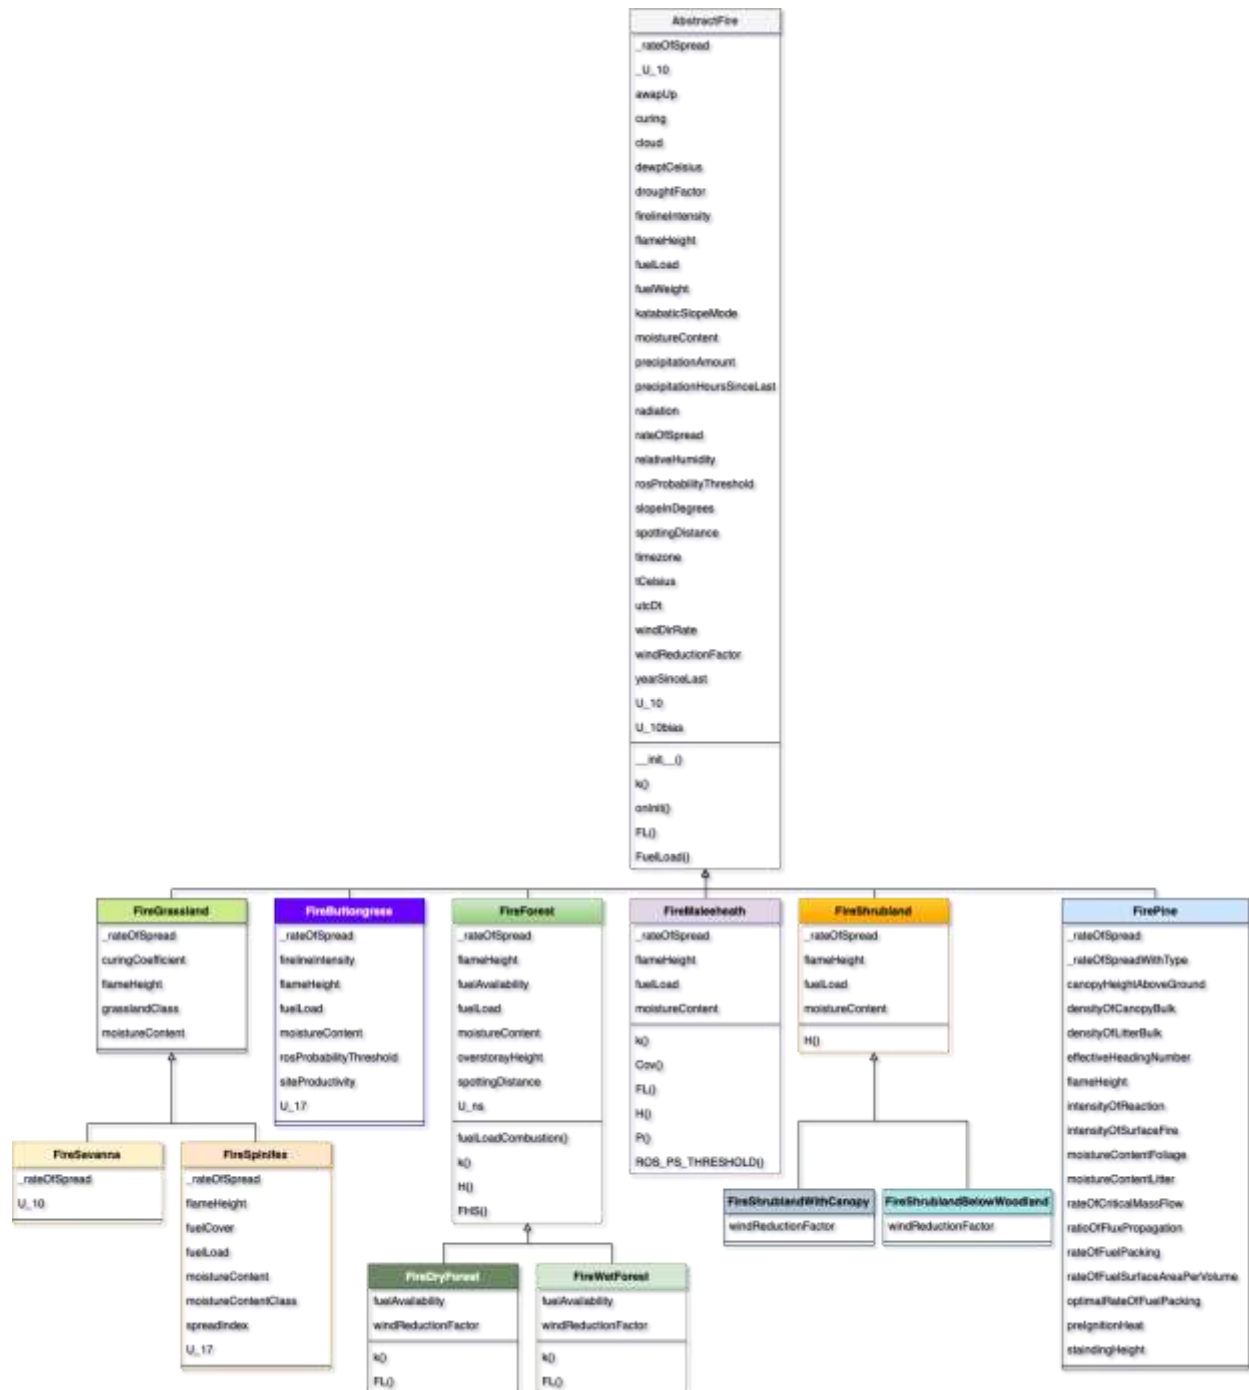 AbstractFire
_rateOfSpread
_U_10
awapUp
curing
cloud
dewptCelsius
droughtFactor
firelineIntensity
flameHeight
fuelLoad
fuelWeight
katabaticSlopeMode
moistureContent
precipitationAmount
precipitationHoursSinceLast
radiation
rateOfSpread
relativeHumidity
rosProbabilityThreshold
slopeInDegrees
spottingDistance
timezone
tCelsius
utcDt
windDirRate
windReductionFactor
yearSinceLast
U_10
U_10bias
__init__()
k()
onInit()
FL()
FuelLoad()
FireGrassland
_rateOfSpread
curingCoefficient
flameHeight
grasslandClass
moistureContent
FireButtongrass
_rateOfSpread
firelineIntensity
flameHeight
fuelLoad
moistureContent
rosProbabilityThreshold
siteProductivity
U_17
FireForest
_rateOfSpread
flameHeight
fuelAvailability
fuelLoad
moistureContent
overstorayHeight
spottingDistance
U_ns
fuelLoadCombustion()
k()
H()
FHS()
FireMaleeheath
_rateOfSpread
flameHeight
fuelLoad
moistureContent
k()
Cov()
FL()
H()
P()
ROS_PS_THRESHOLD()
FireShrubland
_rateOfSpread
flameHeight
fuelLoad
moistureContent
H()
FirePine
_rateOfSpread
_rateOfSpreadWithType
canopyHeightAboveGround
densityOfCanopyBulk
densityOfLitterBulk
effectiveHeadingNumber
flameHeight
intensityOfReaction
intensityOfSurfaceFire
moistureContentFoliage
moistureContentLitter
rateOfCriticalMassFlow
ratioOfFluxPropagation
rateOfFuelPacking
rateOfFuelSurfaceAreaPerVolume
optimalRateOfFuelPacking
preIgnitionHeat
staindingHeight
FireSavanna
_rateOfSpread
U_10
FireSpinifex
_rateOfSpread
flameHeight
fuelCover
fuelLoad
moistureContent
moistureContentClass
spreadIndex
U_17
FireDryForest
fuelAvailability
windReductionFactor
k()
FL()
FireWetForest
fuelAvailability
windReductionFactor
k()
FL()
FireShrublandWithCanopy
windReductionFactor
FireShrublandBelowWoodland
windReductionFactor